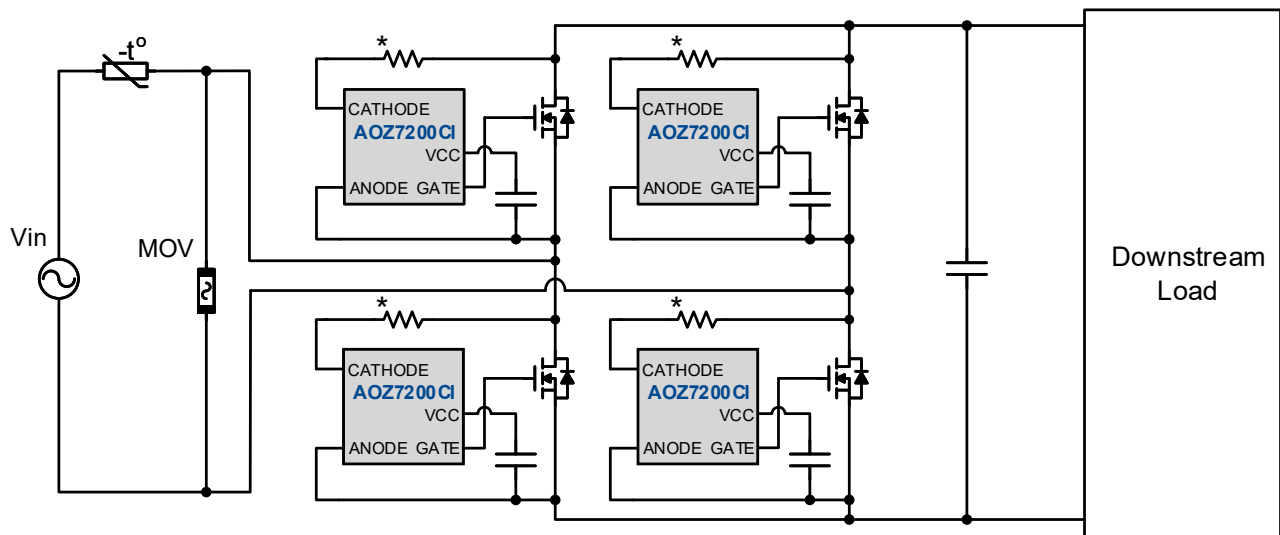 -t°
*
*
CATHODE
AOZ7200CI
VCC
ANODE GATE
CATHODE
AOZ7200CI
VCC
ANODE GATE
Vin
MOV
Downstream
Load
*
*
CATHODE
AOZ7200CI
VCC
ANODE GATE
CATHODE
AOZ7200CI
VCC
ANODE GATE